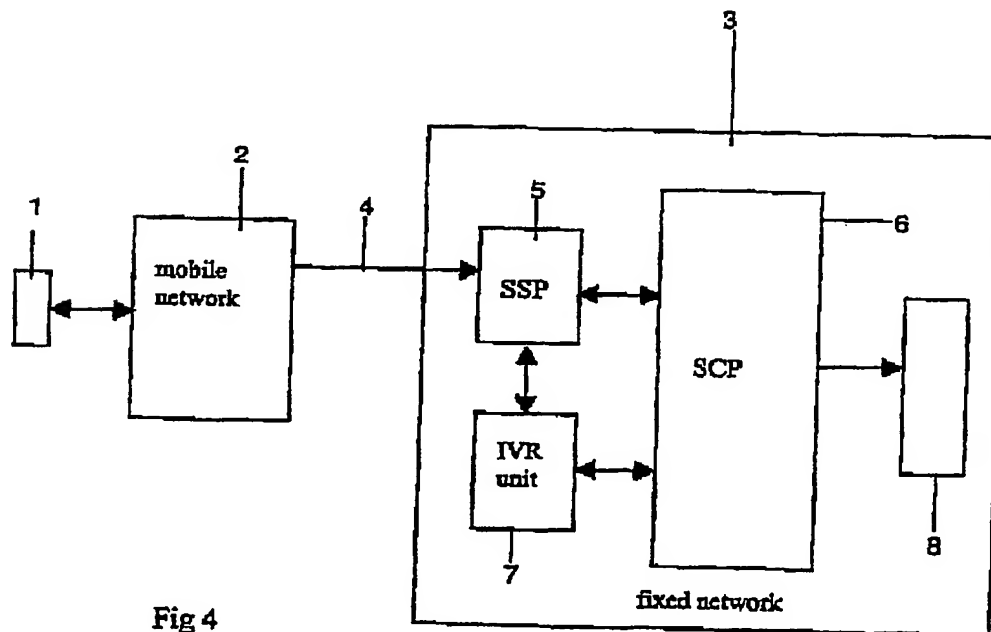 3
2
1
4
5
6
mobile
network
SSP
SCP
IVR
unit
7
8
fixed network
Fig 4